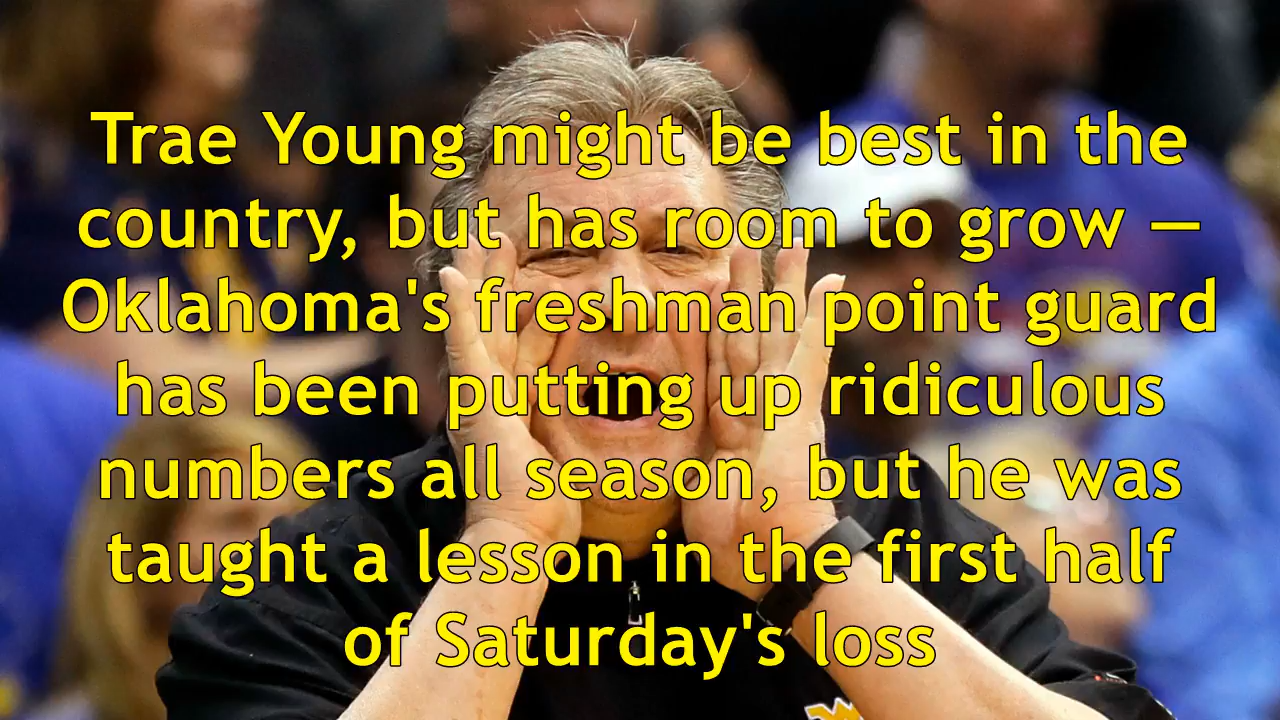 Trae Young might be best in the
country, but has room to grow —
Oklahoma's freshman point guard
has been putting up ridiculous
numbers all season, but he was
taught a lesson in the first half
of Saturday's loss